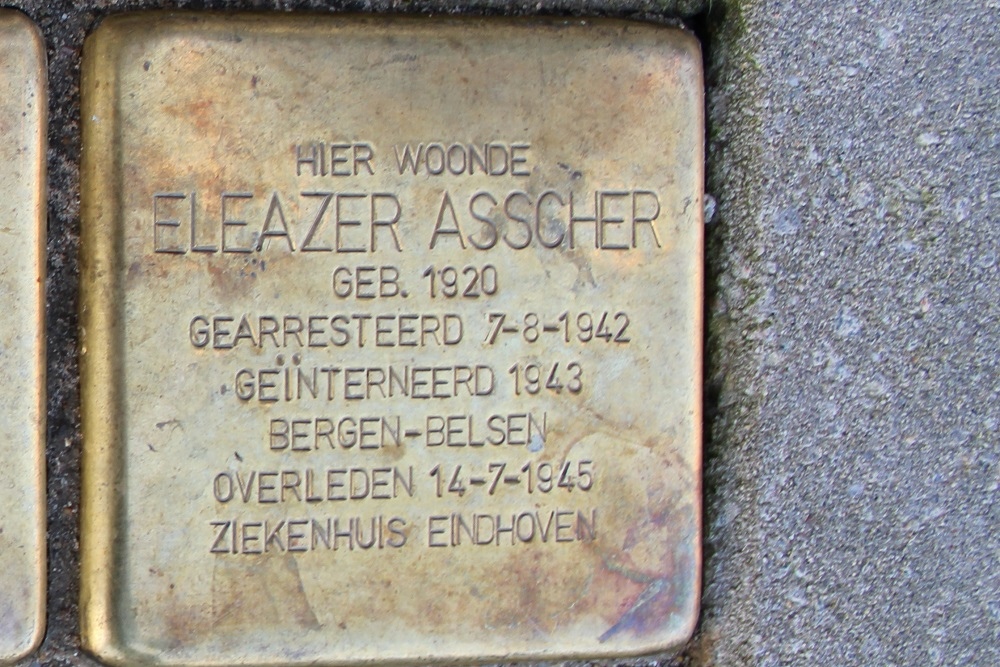 HIER WOONDE
ELEAZER ASSCHER
GEB. 1920
GEARRESTEERD 7-8-1942
GEÏNTERNEERD 1943
BERGEN-BELSEN
OVERLEDEN 14-7-1945
ZIEKENHUIS EINDHOVEN